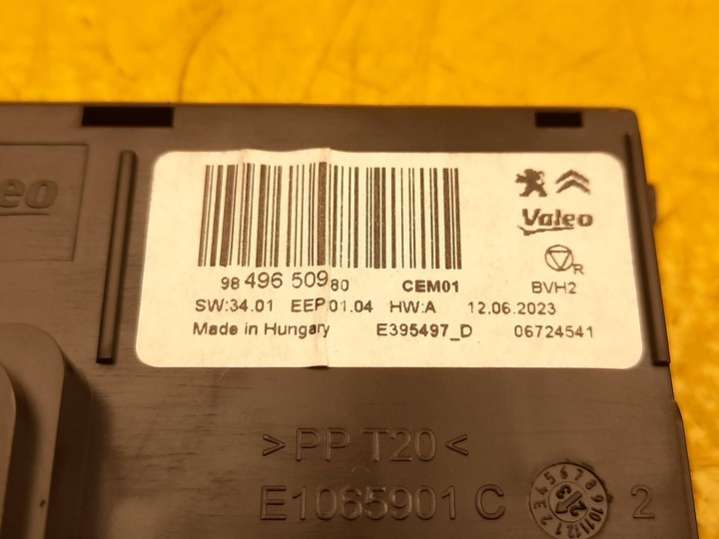 Valeo
98 496 509 80 CEM01 BVH2
SW:34.01 EEP:01.04 HW:A 12.06.2023
Made in Hungary E395497_D 06724541
R
eo
>PP T20<
E1065901 C 2